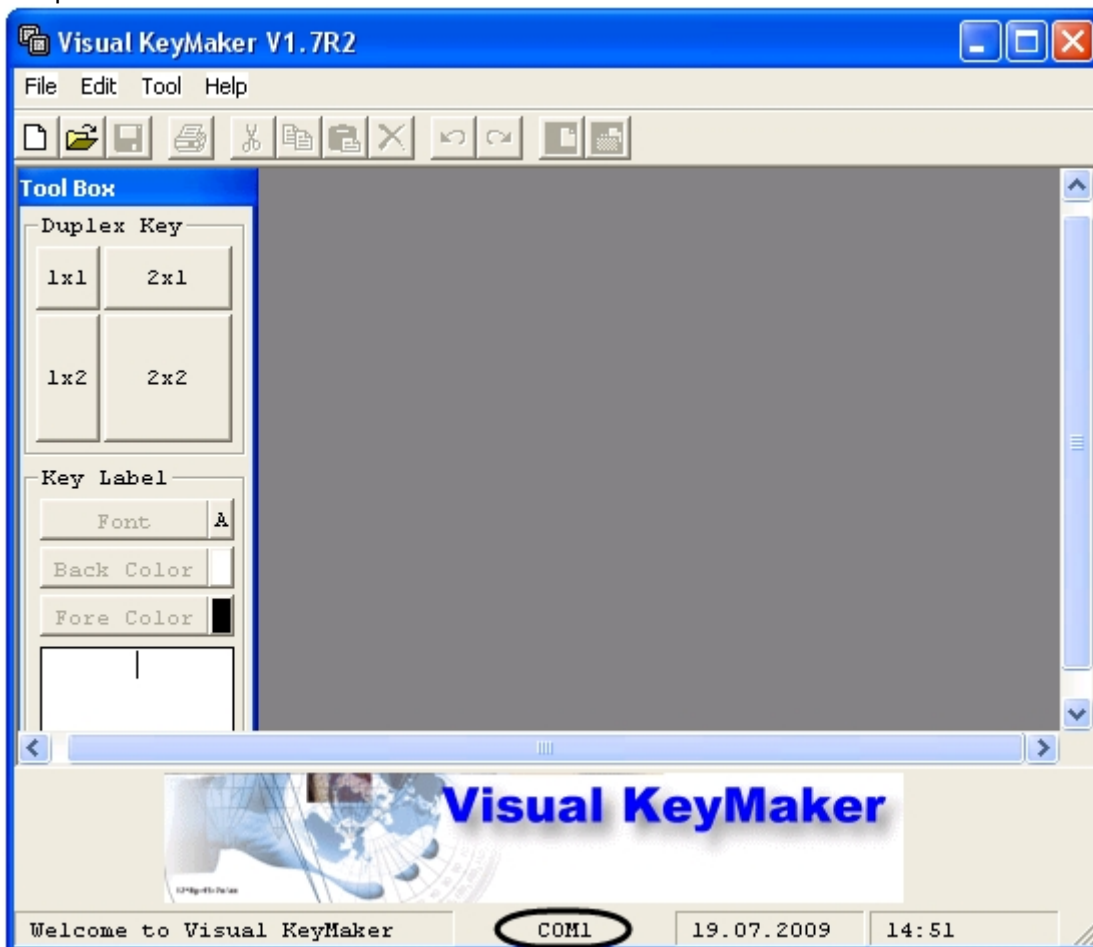 Visual KeyMaker V1.7R2
File Edit Tool Help
Tool Box
Duplex Key
1x1 2x1
1x2 2x2
Key Label
Font A
Back Color
Fore Color
Visual KeyMaker
Welcome to Visual KeyMaker COM1 19.07.2009 14:51